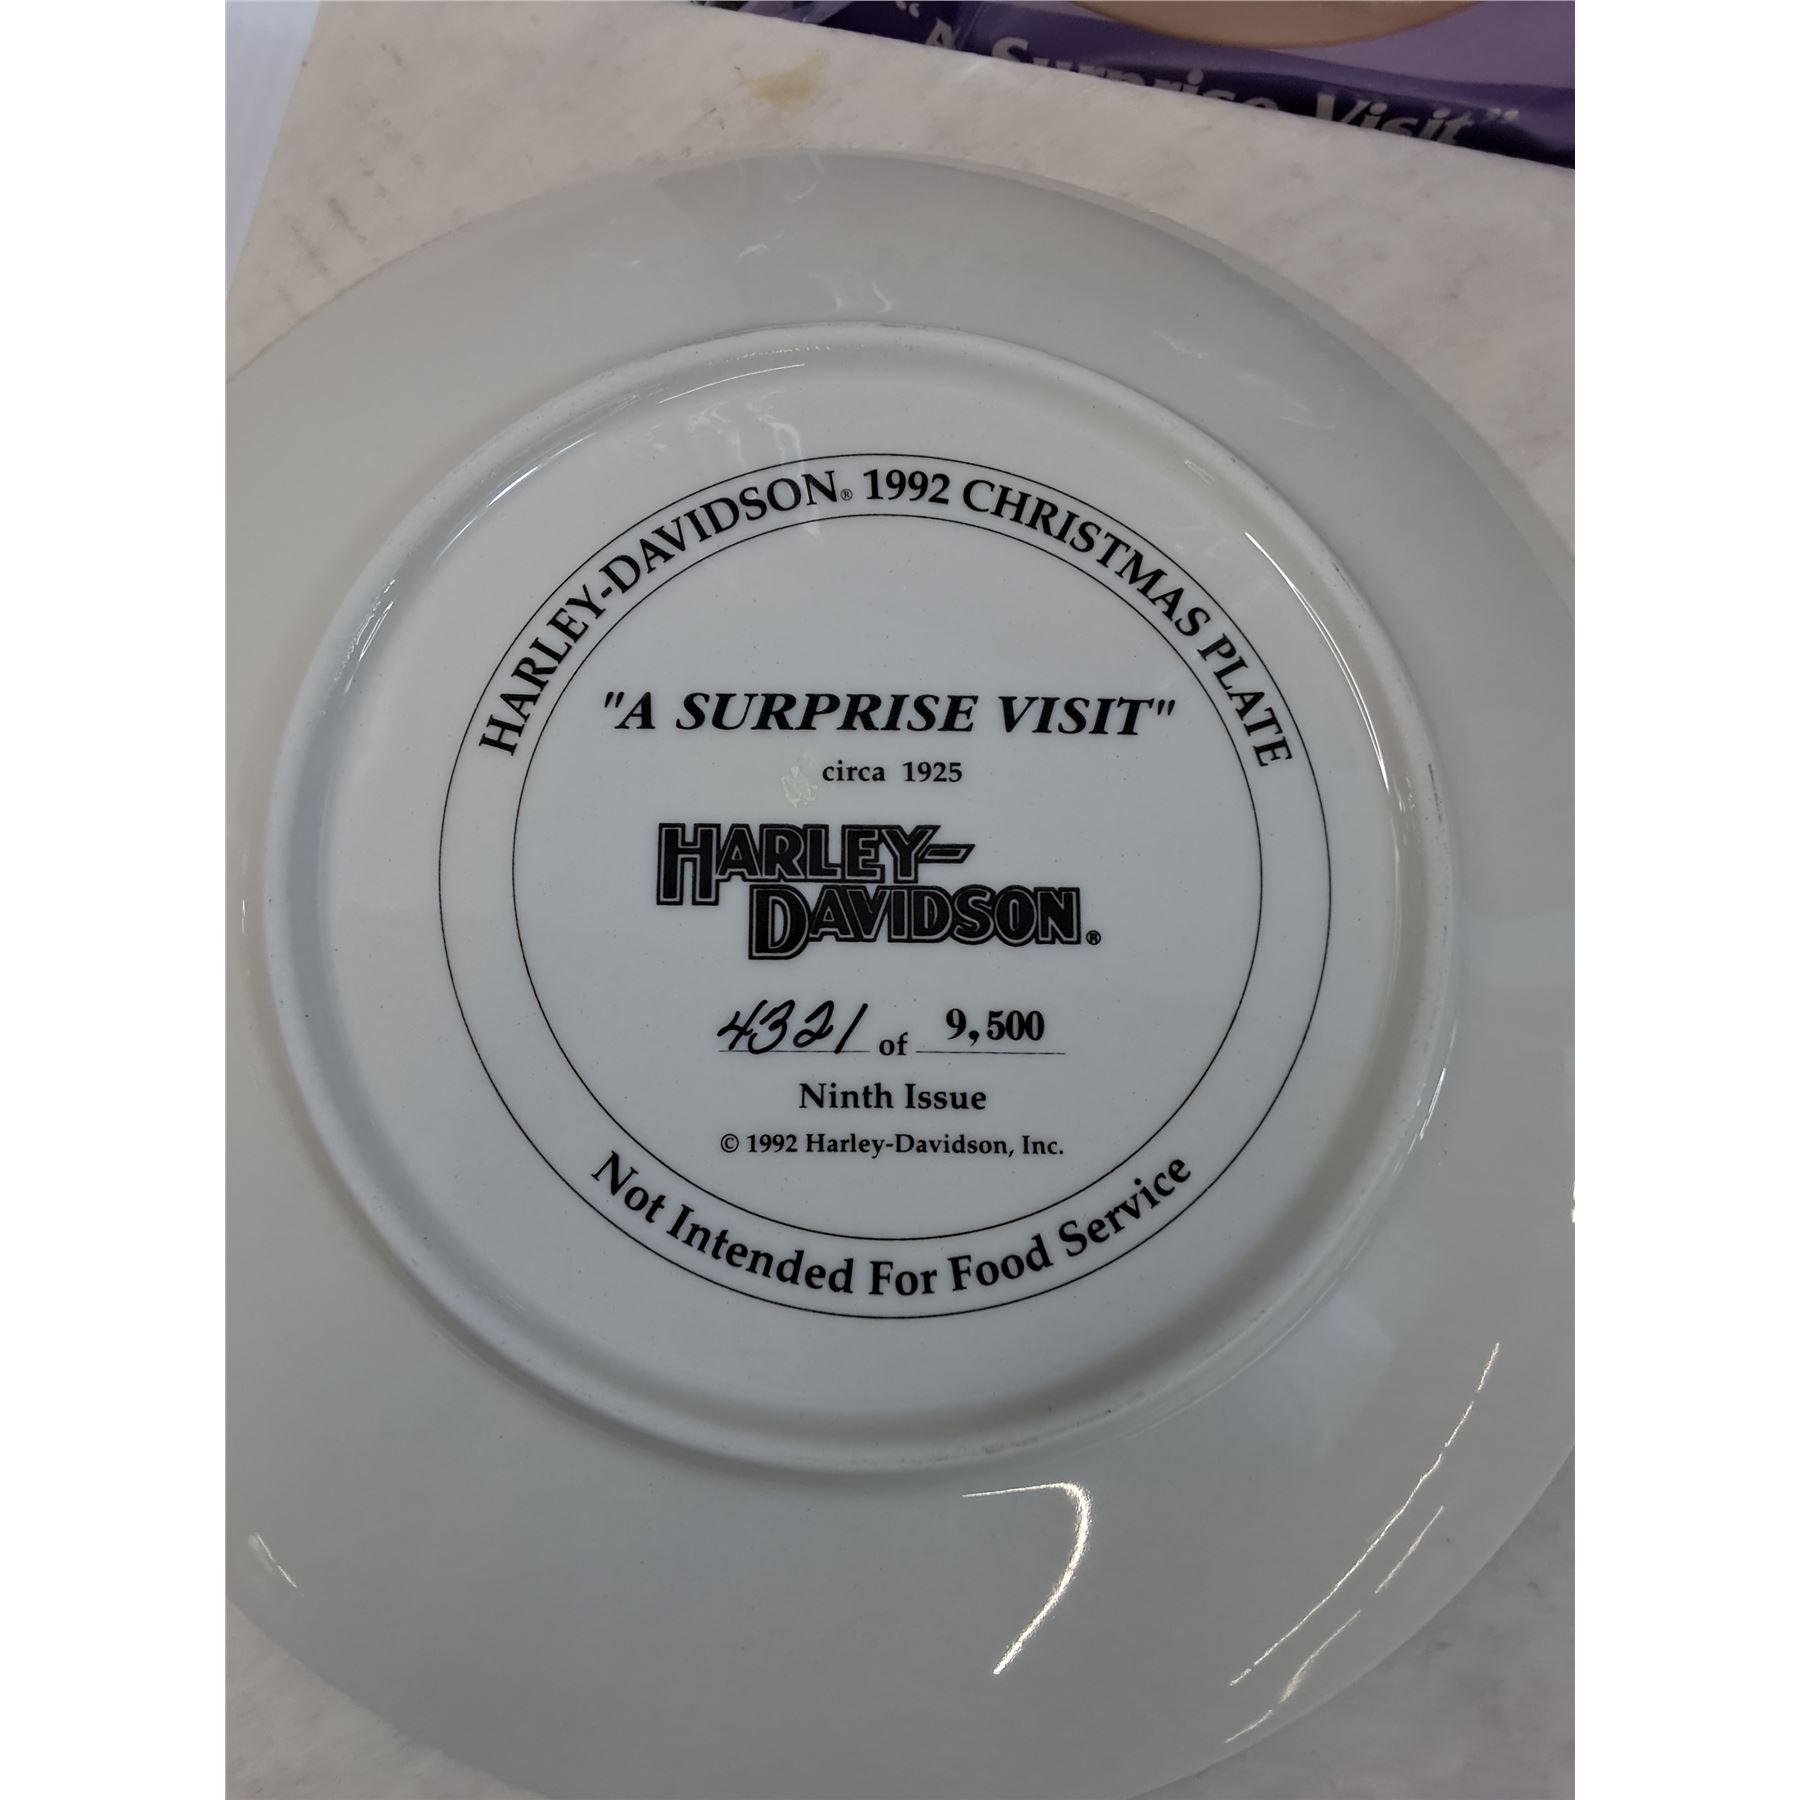 "A Surprise Visit"
HARLEY-DAVIDSON® 1992 CHRISTMAS PLATE
"A SURPRISE VISIT"
circa 1925
HARLEY-
DAVIDSON®
4321 of 9,500
Ninth Issue
© 1992 Harley-Davidson, Inc.
Not Intended For Food Service